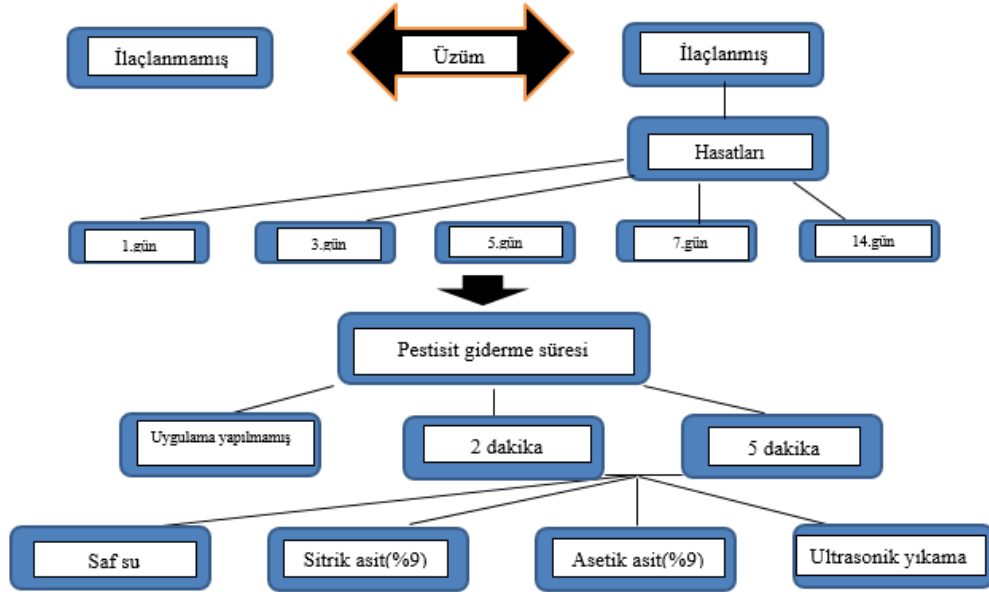 İlaçlanmamış
Üzüm
İlaçlanmış
Hasatları
1.gün
3.gün
5.gün
7.gün
14.gün
Pestisit giderme süresi
Uygulama yapılmamış
2 dakika
5 dakika
Saf su
Sitrik asit(%9)
Asetik asit(%9)
Ultrasonik yıkama